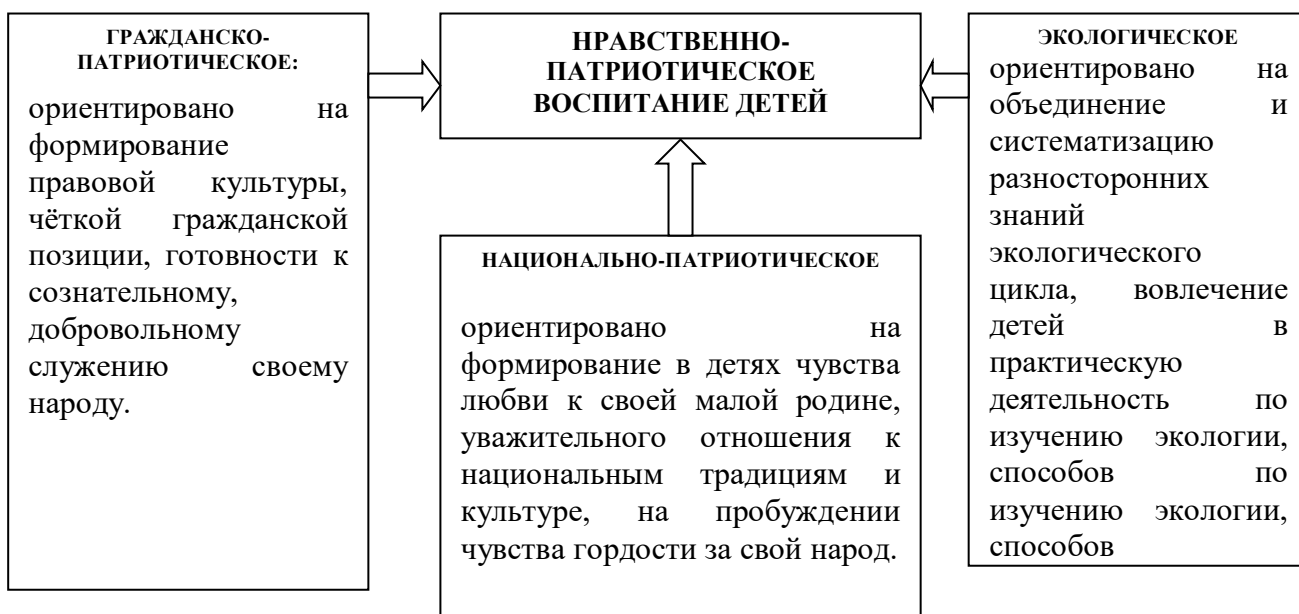 ГРАЖДАНСКО-
ПАТРИОТИЧЕСКОЕ:
ориентировано на
формирование
правовой культуры,
чёткой гражданской
позиции, готовности к
сознательному,
добровольному
служению своему
народу.
НРАВСТВЕННО-
ПАТРИОТИЧЕСКОЕ
ВОСПИТАНИЕ ДЕТЕЙ
НАЦИОНАЛЬНО-ПАТРИОТИЧЕСКОЕ
ориентировано на
формирование в детях чувства
любви к своей малой родине,
уважительного отношения к
национальным традициям и
культуре, на пробуждении
чувства гордости за свой народ.
ЭКОЛОГИЧЕСКОЕ
ориентировано на
объединение и
систематизацию
разносторонних
знаний
экологического
цикла, вовлечение
детей в
практическую
деятельность по
изучению экологии,
способов по
изучению экологии,
способов